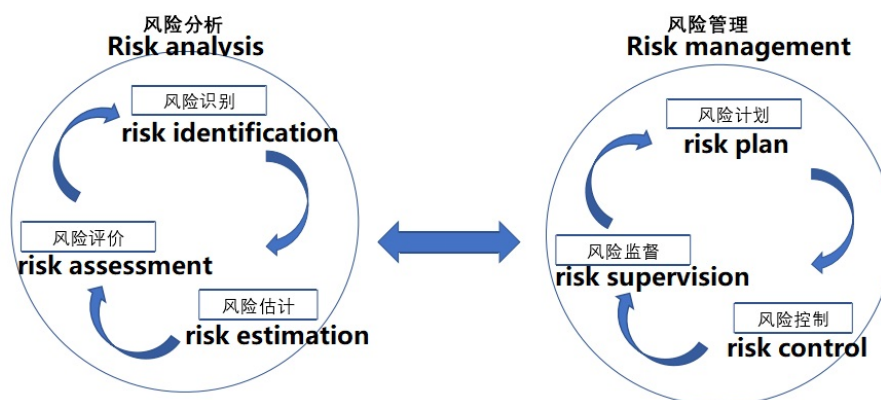 风险分析
Risk analysis
风险识别
risk identification
风险评价
risk assessment
风险估计
risk estimation
风险管理
Risk management
风险计划
risk plan
风险监督
risk supervision
风险控制
risk control